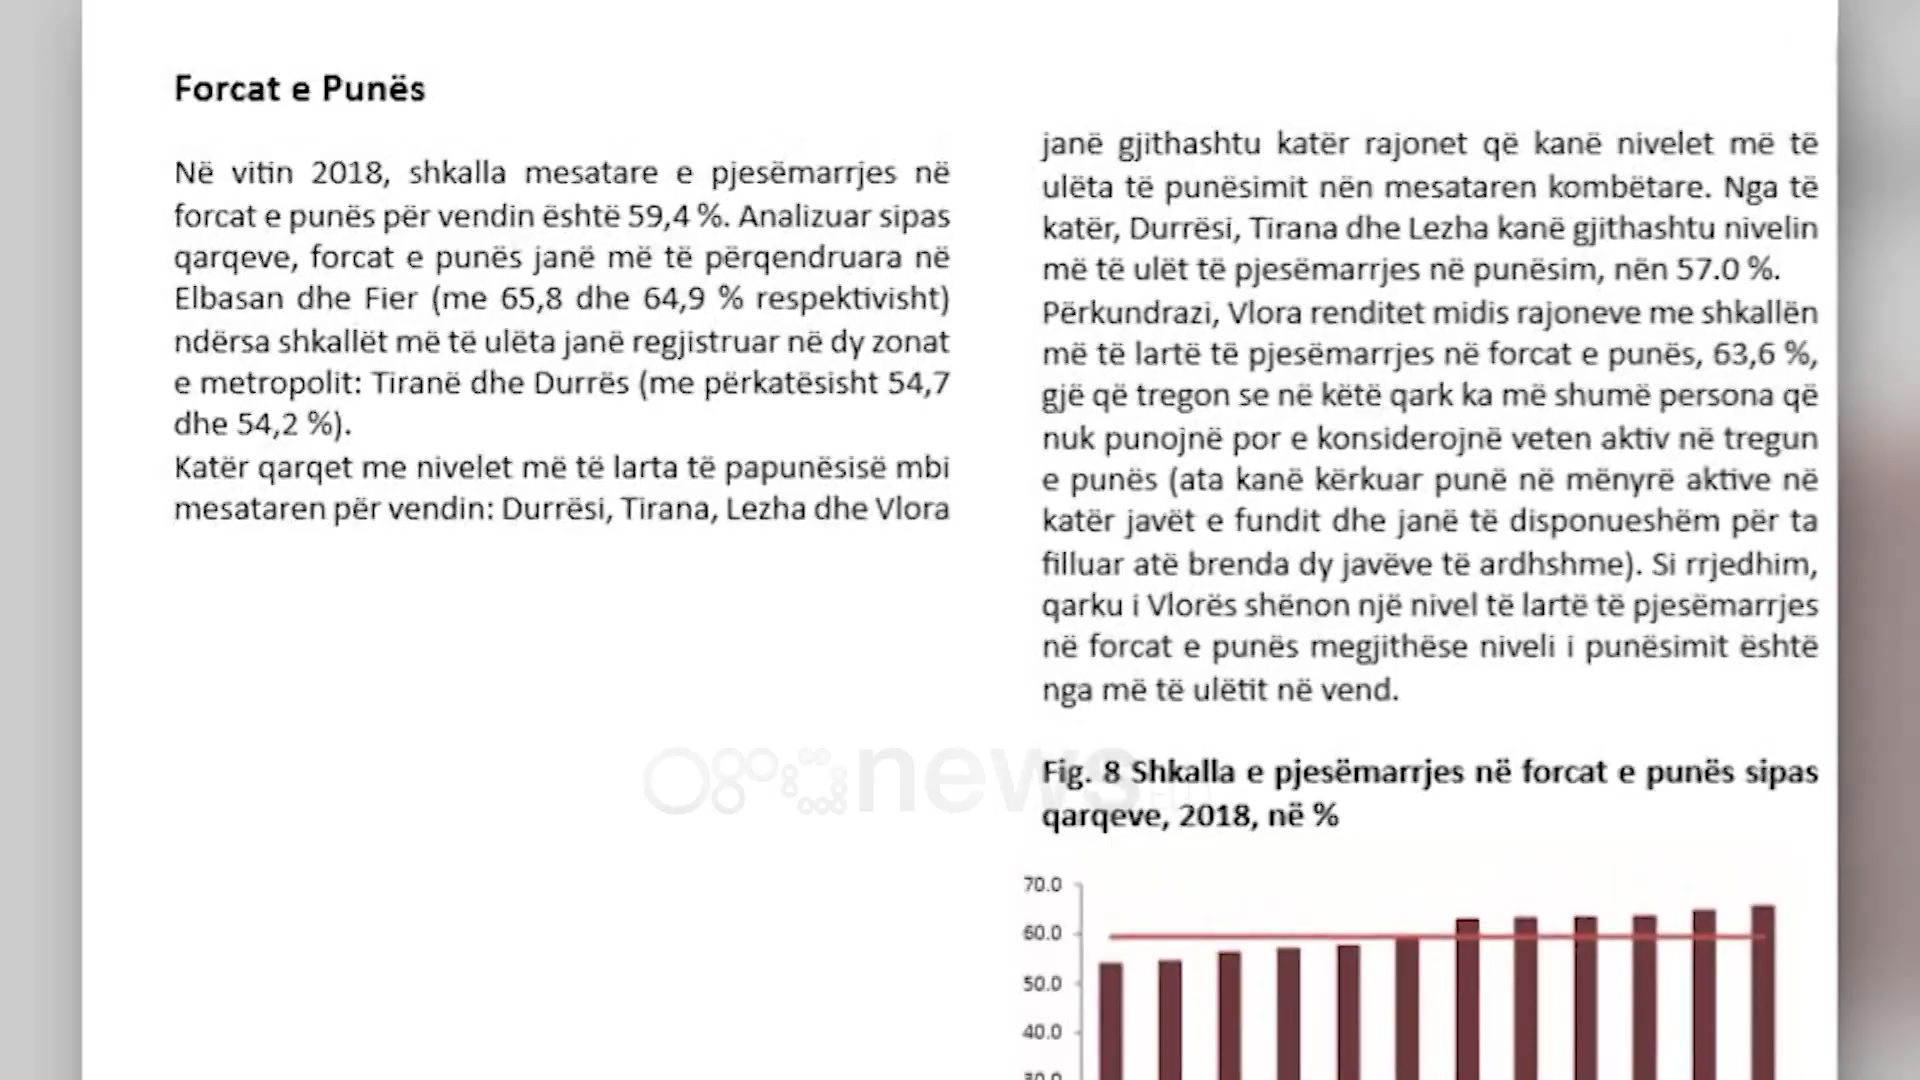 Forcat e Punës
Në vitin 2018, shkalla mesatare e pjesëmarrjes në
forcat e punës për vendin është 59,4 %. Analizuar sipas
qarqeve, forcat e punës janë më të përqendruara në
Elbasan dhe Fier (me 65,8 dhe 64,9 % respektivisht)
ndërsa shkallët më të ulëta janë regjistruar në dy zonat
e metropolit: Tiranë dhe Durrës (me përkatësisht 54,7
dhe 54,2 %).
Katër qarqet me nivelet më të larta të papunësisë mbi
mesataren për vendin: Durrësi, Tirana, Lezha dhe Vlora
janë gjithashtu katër rajonet që kanë nivelet më të
ulëta të punësimit nën mesataren kombëtare. Nga të
katër, Durrësi, Tirana dhe Lezha kanë gjithashtu nivelin
më të ulët të pjesëmarrjes në punësim, nën 57.0 %.
Përkundrazi, Vlora renditet midis rajoneve me shkallën
më të lartë të pjesëmarrjes në forcat e punës, 63,6 %,
gjë që tregon se në këtë qark ka më shumë persona që
nuk punojnë por e konsiderojnë veten aktiv në tregun
e punës (ata kanë kërkuar punë në mënyrë aktive në
katër javët e fundit dhe janë të disponueshëm për ta
filluar atë brenda dy javëve të ardhshme). Si rrjedhim,
qarku i Vlorës shënon një nivel të lartë të pjesëmarrjes
në forcat e punës megjithëse niveli i punësimit është
nga më të ulëtit në vend.
news
Fig. 8 Shkalla e pjesëmarrjes në forcat e punës sipas
qarqeve, 2018, në %
70.0
60.0
50.0
40.0